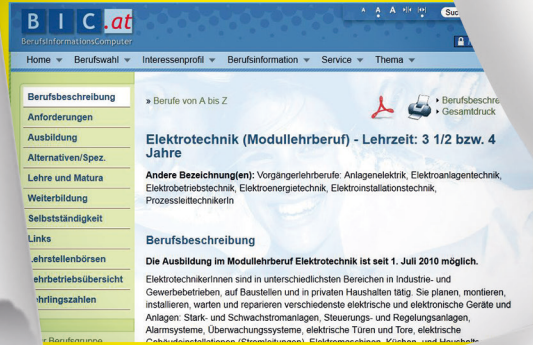 BIC.at
BerufsInformationsComputer
A A A
Home Berufswahl Interessenprofil Berufsinformation Service Thema
Berufsbeschreibung
Anforderungen
Ausbildung
Alternativen/Spez.
Lehre und Matura
Weiterbildung
Selbstständigkeit
Links
» Berufe von A bis Z
Gesamtdruck
Elektrotechnik (Modullehrberuf) - Lehrzeit: 3 1/2 bzw. 4
Jahre
Andere Bezeichnung(en): Vorgängerlehrberufe: Anlagenelektrik, Elektroanlagentechnik,
Elektrobetriebstechnik, Elektroenergietechnik, Elektroinstallationstechnik,
ProzessleittechnikerIn
Berufsbeschreibung
Die Ausbildung im Modullehrberuf Elektrotechnik ist seit 1. Juli 2010 möglich.
ElektrotechnikerInnen sind in unterschiedlichsten Bereichen in Industrie- und
Gewerbebetrieben, auf Baustellen und in privaten Haushalten tätig. Sie planen, montieren,
installieren, warten und reparieren verschiedenste elektrische und elektronische Geräte und
Anlagen: Stark- und Schwachstromanlagen, Steuerungs- und Regelungsanlagen,
Alarmsysteme, Überwachungssysteme, elektrische Türen und Tore, elektrische